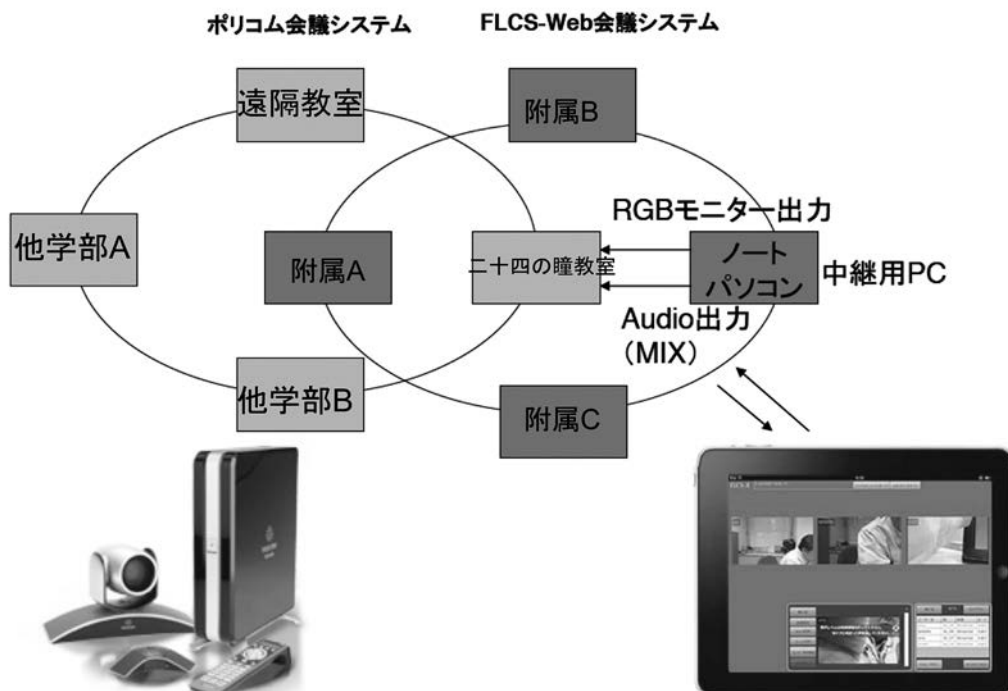 ポリコム会議システム
FLCS-Web会議システム
遠隔教室
附属B
RGBモニター出力
他学部A
附属A
二十四の瞳教室
ノート
パソコン
中継用PC
Audio出力
(MIX)
他学部B
附属C